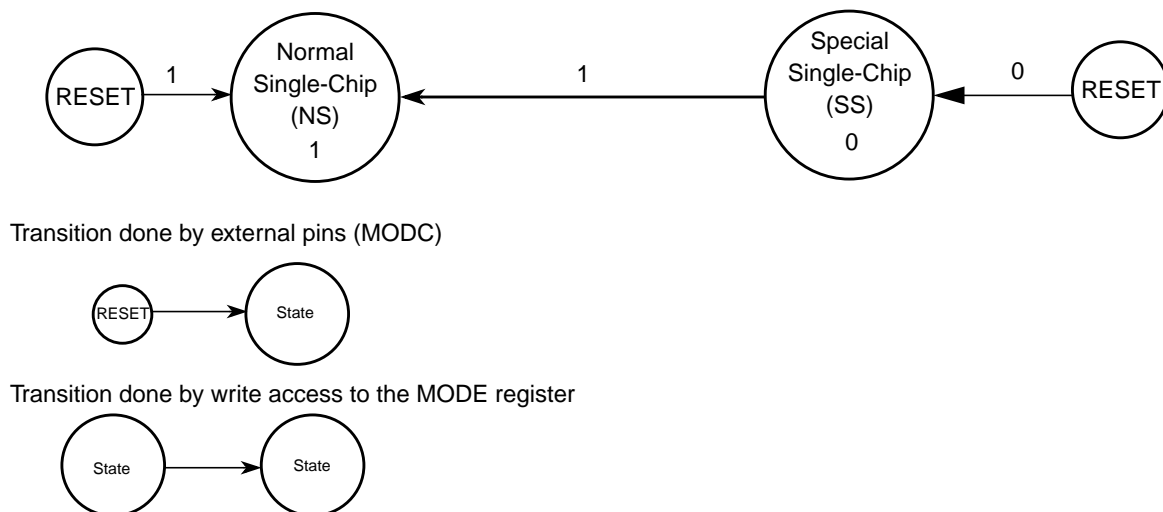 RESET
1
Normal
Single-Chip
(NS)
1
1
Special
Single-Chip
(SS)
0
0
RESET
Transition done by external pins (MODC)
RESET
State
Transition done by write access to the MODE register
State
State